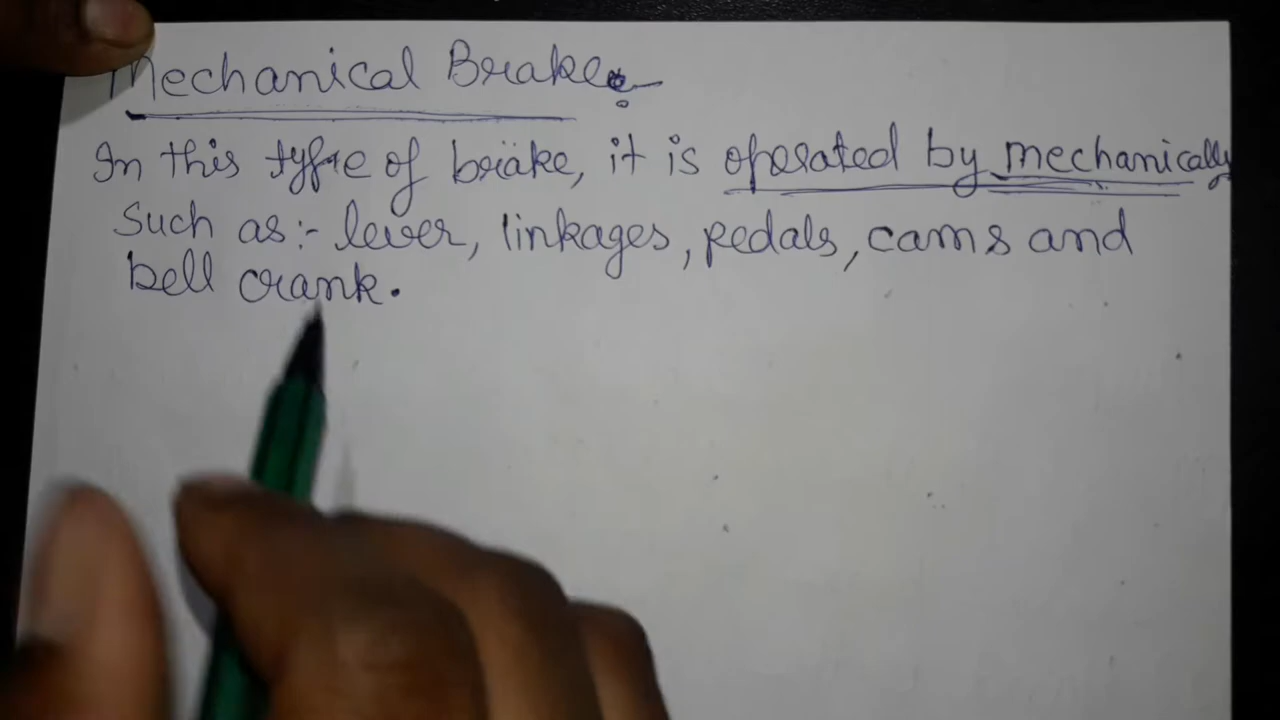 Mechanical Brake:-
In this type of brake, it is operated by mechanically
Such as:- lever, linkages, pedals, cams and
bell crank.